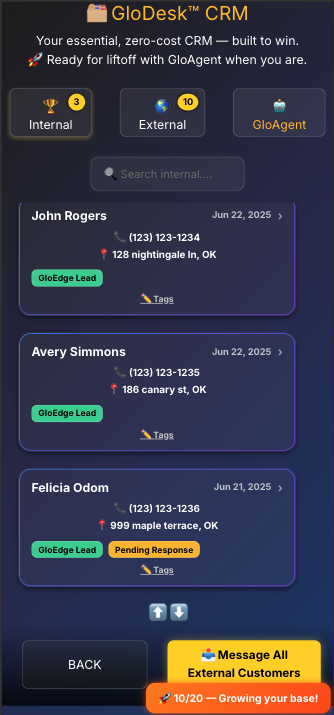 GloDesk™ CRM
Your essential, zero-cost CRM — built to win.
🚀 Ready for liftoff with GloAgent when you are.
3
Internal
10
External
GloAgent
Search internal....
John Rogers
Jun 22, 2025 ›
(123) 123-1234
128 nightingale ln, OK
GloEdge Lead
Tags
Avery Simmons
Jun 22, 2025 ›
(123) 123-1235
186 canary st, OK
GloEdge Lead
Tags
Felicia Odom
Jun 21, 2025 ›
(123) 123-1236
999 maple terrace, OK
GloEdge Lead
Pending Response
Tags
BACK
Message All
External Customers
🚀 10/20 — Growing your base!